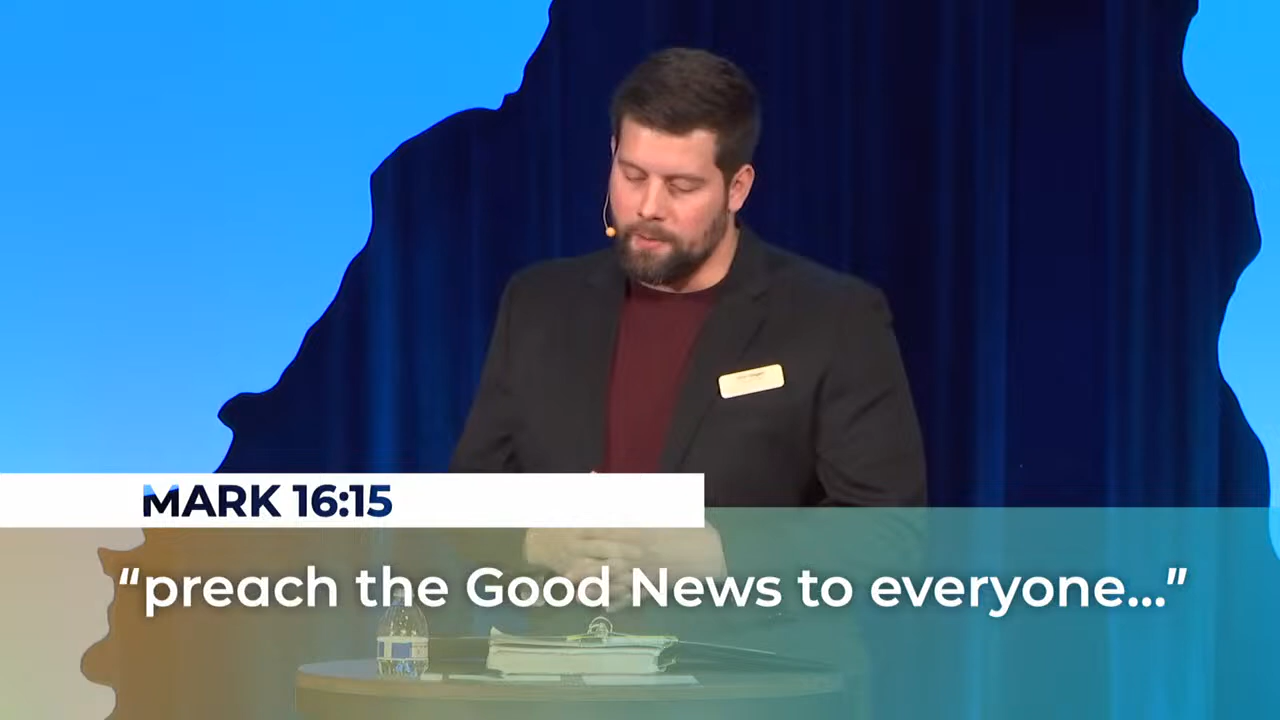 MARK 16:15
“preach the Good News to everyone...”